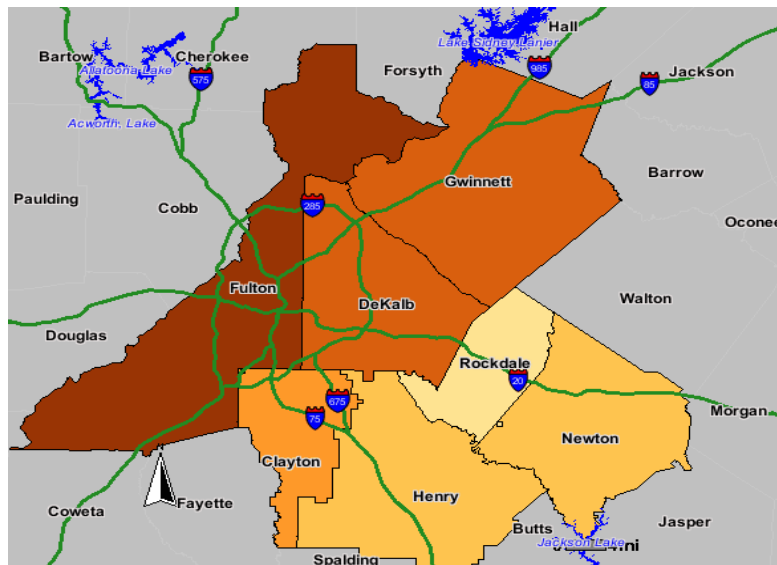 Hall
Lake Sidney Lanier
Bartow
Cherokee
Allatoona Lake
575
Forsyth
985
Jackson
85
Acworth, Lake
Barrow
Gwinnett
Paulding
Cobb
285
Oconee
Fulton
DeKalb
Walton
Douglas
Rockdale
20
675
75
Morgan
Newton
Clayton
Henry
Coweta
Fayette
Butts
Jasper
Jackson Lake
Spalding